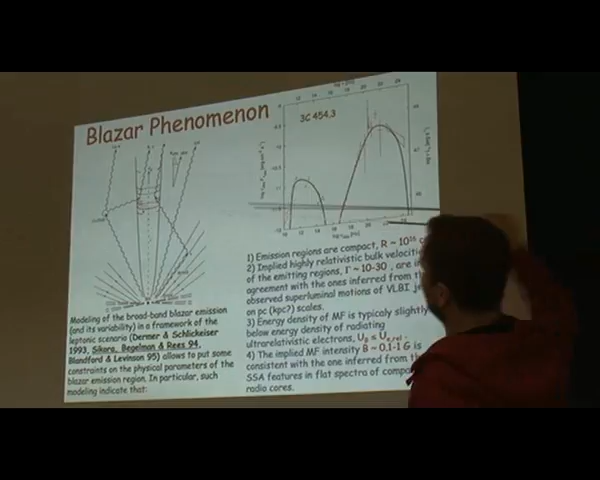 Blazar Phenomenon
3C 454.3
Modeling of the broad-band blazar emission
(and its variability) in a framework of the
leptonic scenario (Dermer & Schlickeiser
1993, Sikora, Begelman & Rees 94,
Blandford & Levinson 95) allows to put some
constraints on the physical parameters of the
blazar emission region. In particular, such
modeling indicate that:
1) Emission regions are compact, R ~ 10¹⁶
2) Implied highly relativistic bulk
of the emitting regions, Γ ~ 10-30, are
agreement with the ones inferred from
observed superluminal motions of VLBI
on pc (kpc?) scales.
3) Energy density of MF is typicaly slightly
below energy density of radiating
ultrarelativistic electrons,
4) The implied MF intensity B ~ 0.1-1 G is
consistent with the one inferred from
SSA features in flat spectra of
radio cores.